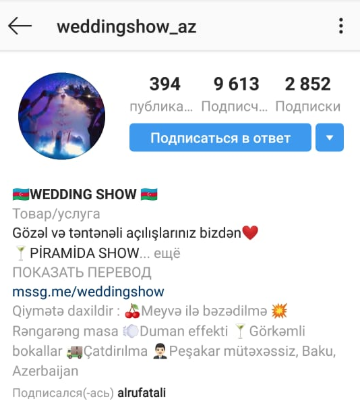 weddingshow_az
394 9 613 2 852
публика... Подписч... Подписки
Подписаться в ответ
🇦🇿WEDDING SHOW 🇦🇿
Товар/услуга
Gözəl və təntənəli açılışlarınız bizdən❤️
🍸PİRAMİDA SHOW... ещё
ПОКАЗАТЬ ПЕРЕВОД
mssg.me/weddingshow
Qiymətə daxildir : 🍒Meyvə ilə bəzədilmə 💥
Rəngarəng masa 💨Duman effekti 🍸Görkəmli
bokallar 🚚Çatdırılma 🤵🏻Peşakar mütəxəssiz, Baku,
Azerbaijan
Подписался(-ась) alrufatali